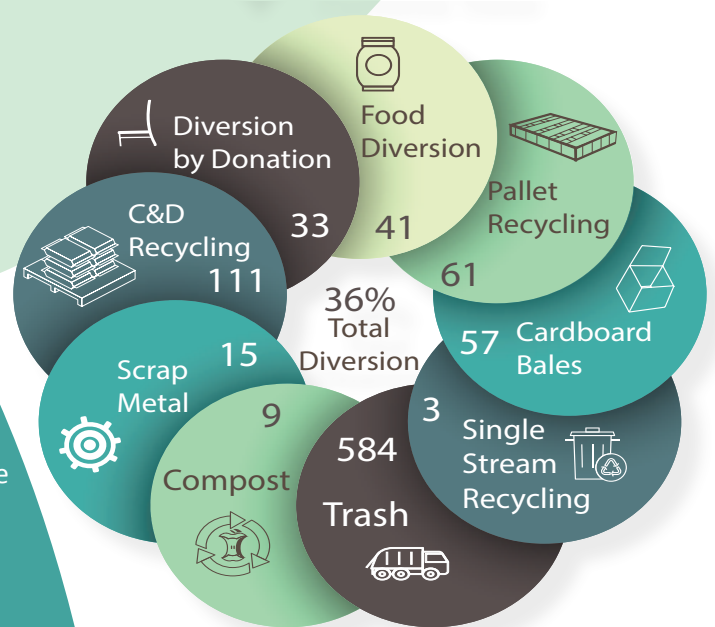 Food
Diversion
41
Pallet
Recycling
61
57
Cardboard
Bales
3
Single
Stream
Recycling
584
Trash
9
Compost
15
Scrap
Metal
C&D
Recycling
111
Diversion
by Donation
33
36%
Total
Diversion
e